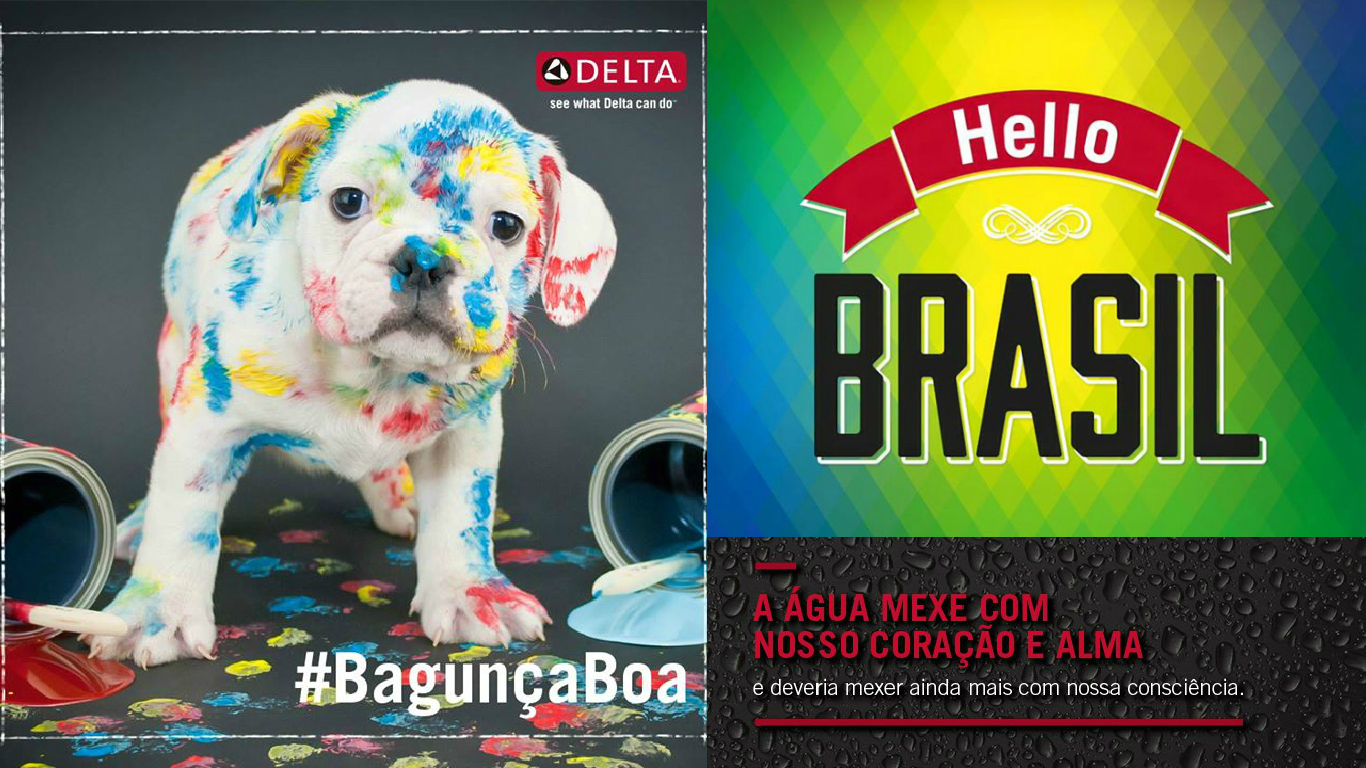 DELTA
see what Delta can do™
#BagunçaBoa
Hello
BRASIL
A ÁGUA MEXE COM
NOSSO CORAÇÃO E ALMA
e deveria mexer ainda mais com nossa consciência.